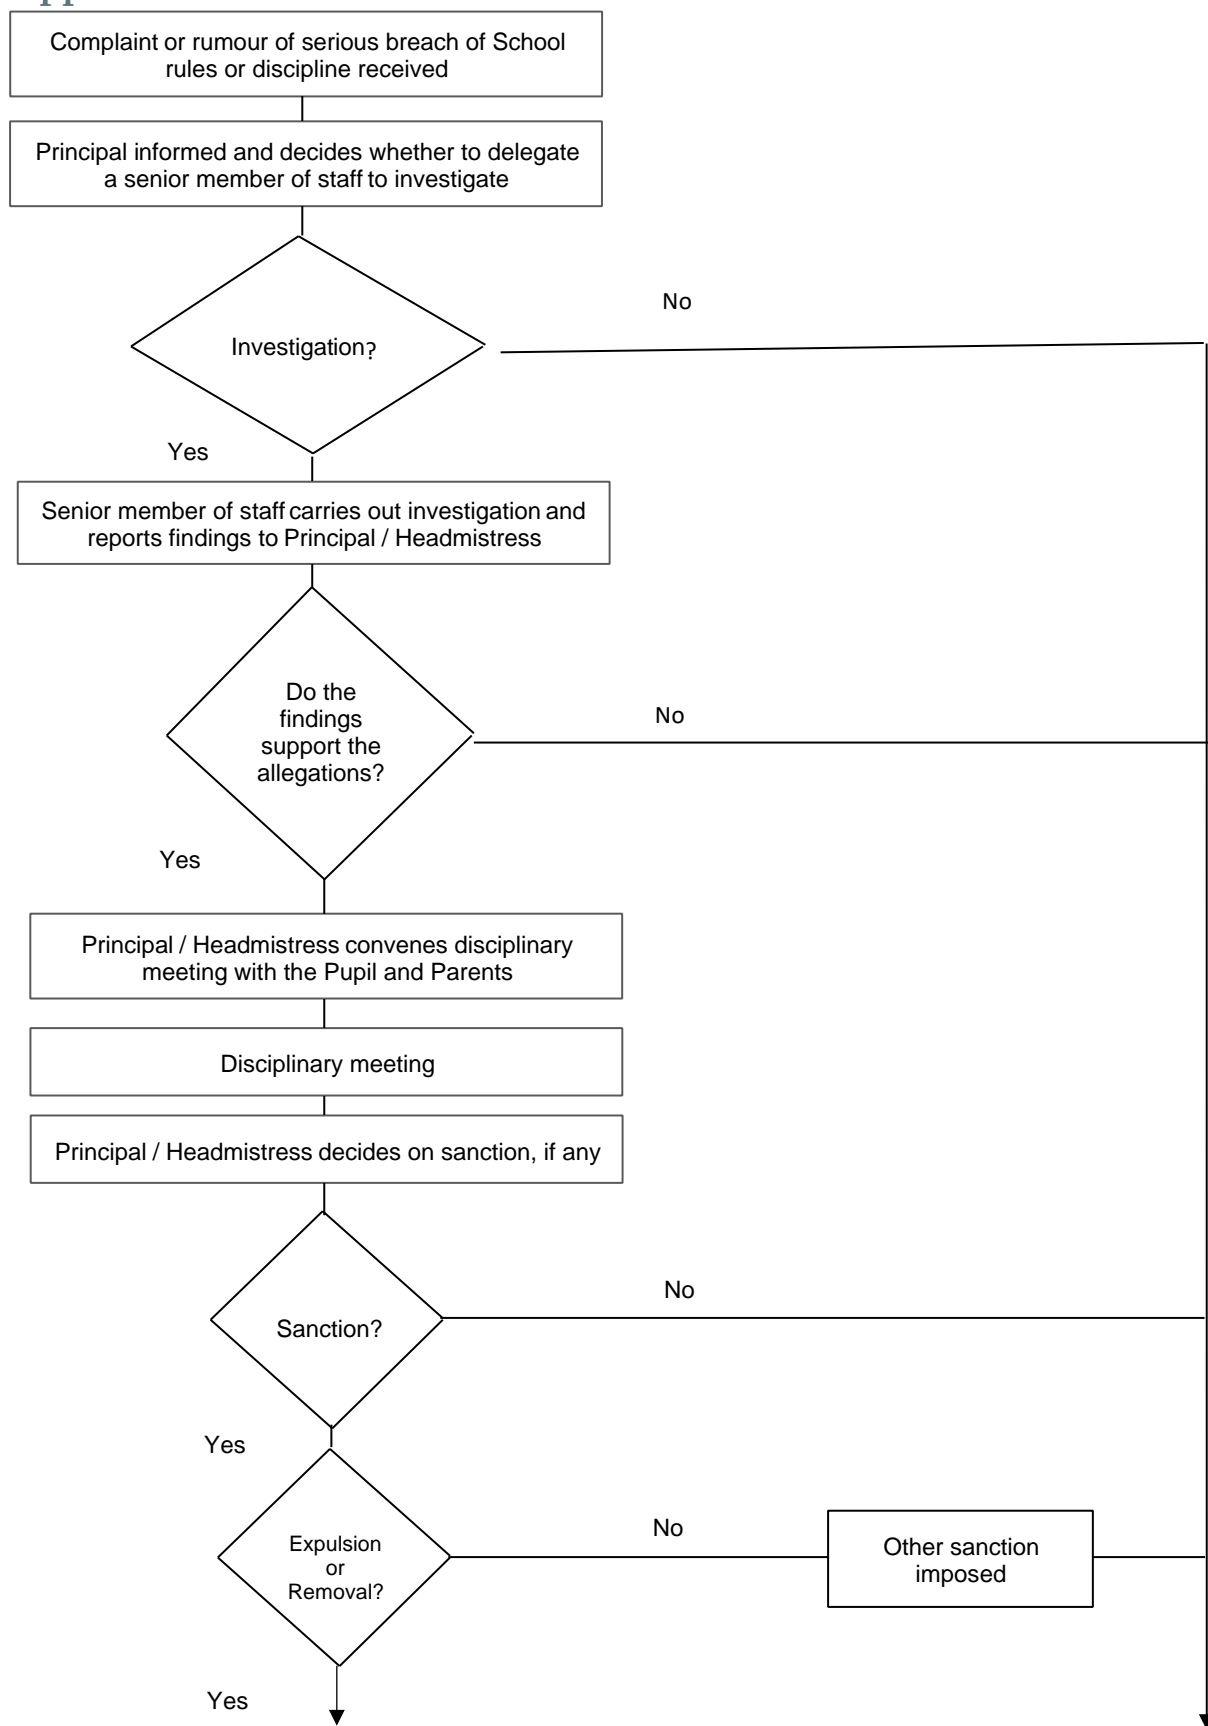 Complaint or rumour of serious breach of School
rules or discipline received
Principal informed and decides whether to delegate
a senior member of staff to investigate
No
Investigation?
Yes
Senior member of staff carries out investigation and
reports findings to Principal / Headmistress
Do the
findings
support the
allegations?
No
Yes
Principal / Headmistress convenes disciplinary
meeting with the Pupil and Parents
Disciplinary meeting
Principal / Headmistress decides on sanction, if any
No
Sanction?
Yes
Expulsion
or
Removal?
No
Other sanction
imposed
Yes